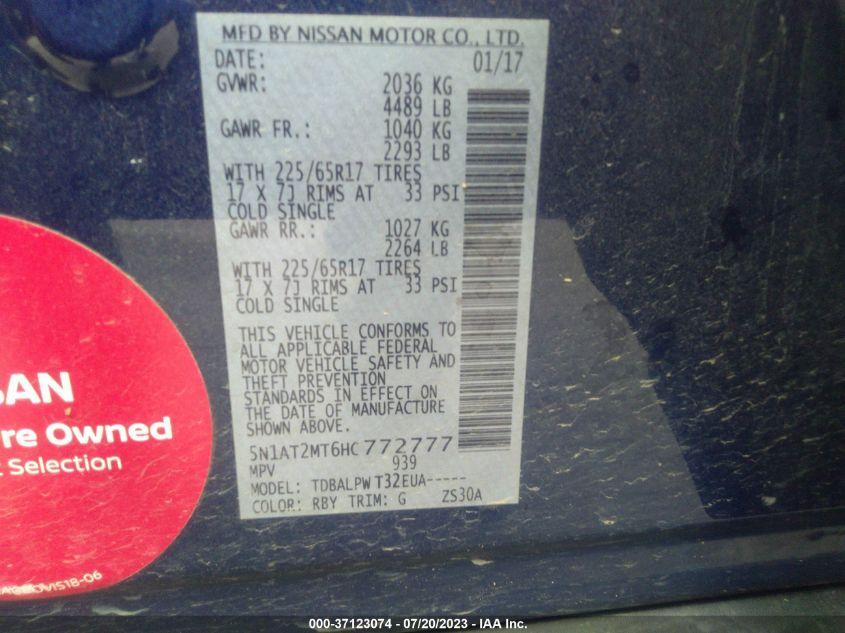 MFD BY NISSAN MOTOR CO., LTD.
DATE: 01/17
GVWR: 2036 KG
4489 LB
GAWR FR.: 1040 KG
2293 LB
WITH 225/65R17 TIRES
17 X 7J RIMS AT 33 PSI
COLD SINGLE
GAWR RR.: 1027 KG
2264 LB
WITH 225/65R17 TIRES
17 X 7J RIMS AT 33 PSI
COLD SINGLE
THIS VEHICLE CONFORMS TO
ALL APPLICABLE FEDERAL
MOTOR VEHICLE SAFETY AND
THEFT PREVENTION
STANDARDS IN EFFECT ON
THE DATE OF MANUFACTURE
SHOWN ABOVE.
5N1AT2MT6HC772777
MPV 939
MODEL: TDBALPW T32EUA-----
COLOR: RBY TRIM: G ZS30A
SAN
re Owned
Selection
VIS18-06
000-37123074 / 07/20/2023 - IAA Inc.